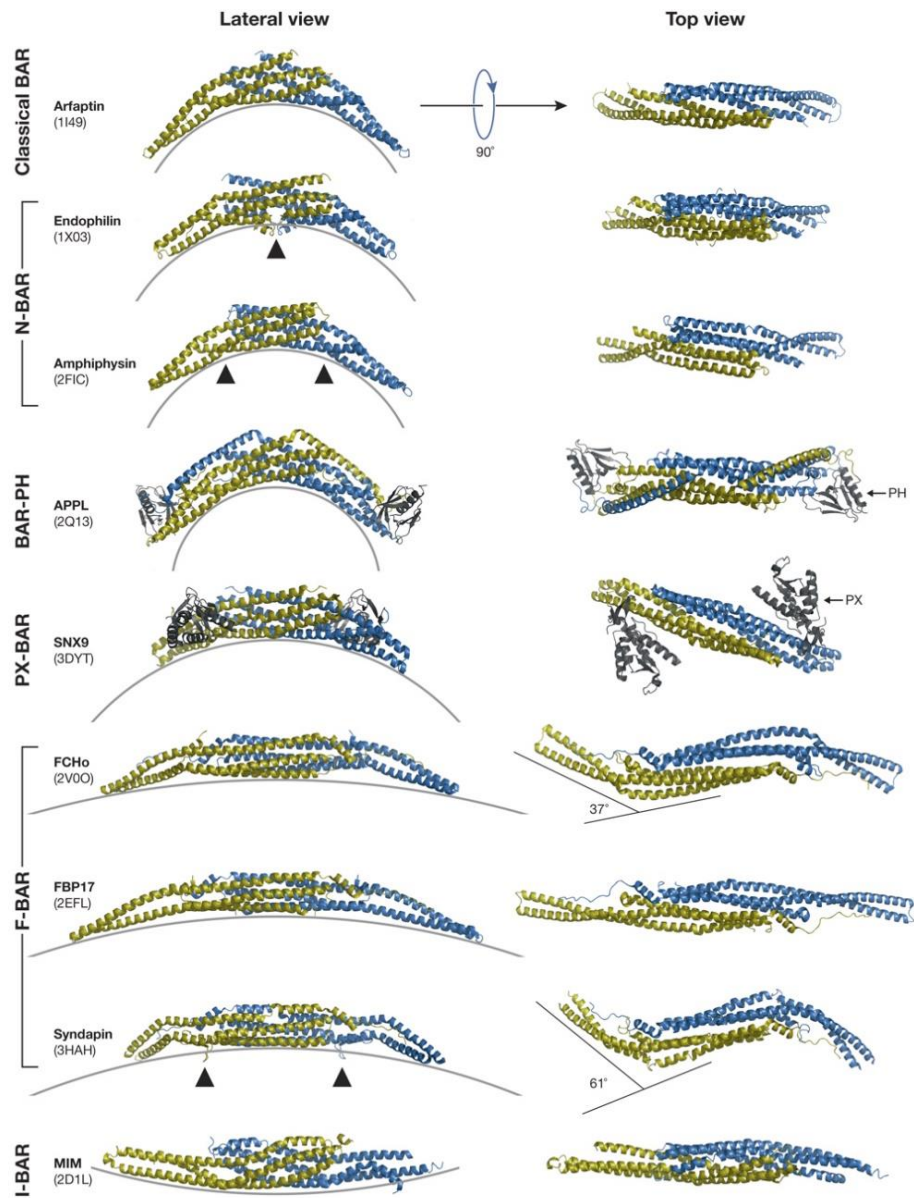 Lateral view
Top view
Classical BAR
Arfaptin
(1I49)
90°
N-BAR
Endophilin
(1X03)
Amphiphysin
(2FIC)
BAR-PH
APPL
(2Q13)
PH
PX-BAR
SNX9
(3DYT)
PX
F-BAR
FCHo
(2V0O)
37°
FBP17
(2EFL)
Syndapin
(3HAH)
61°
I-BAR
MIM
(2D1L)